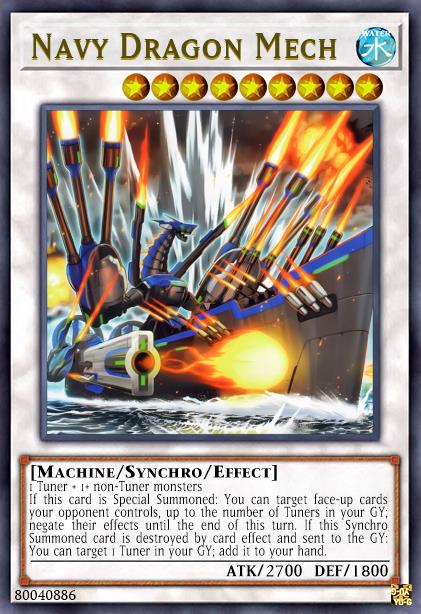 Navy Dragon Mech
WATER
水
[Machine/Synchro/Effect]
1 Tuner + 1+ non-Tuner monsters
If this card is Special Summoned: You can target face-up cards
your opponent controls, up to the number of Tuners in your GY;
negate their effects until the end of this turn. If this Synchro
Summoned card is destroyed by card effect and sent to the GY:
You can target 1 Tuner in your GY; add it to your hand.
ATK/2700 DEF/1800
80040886